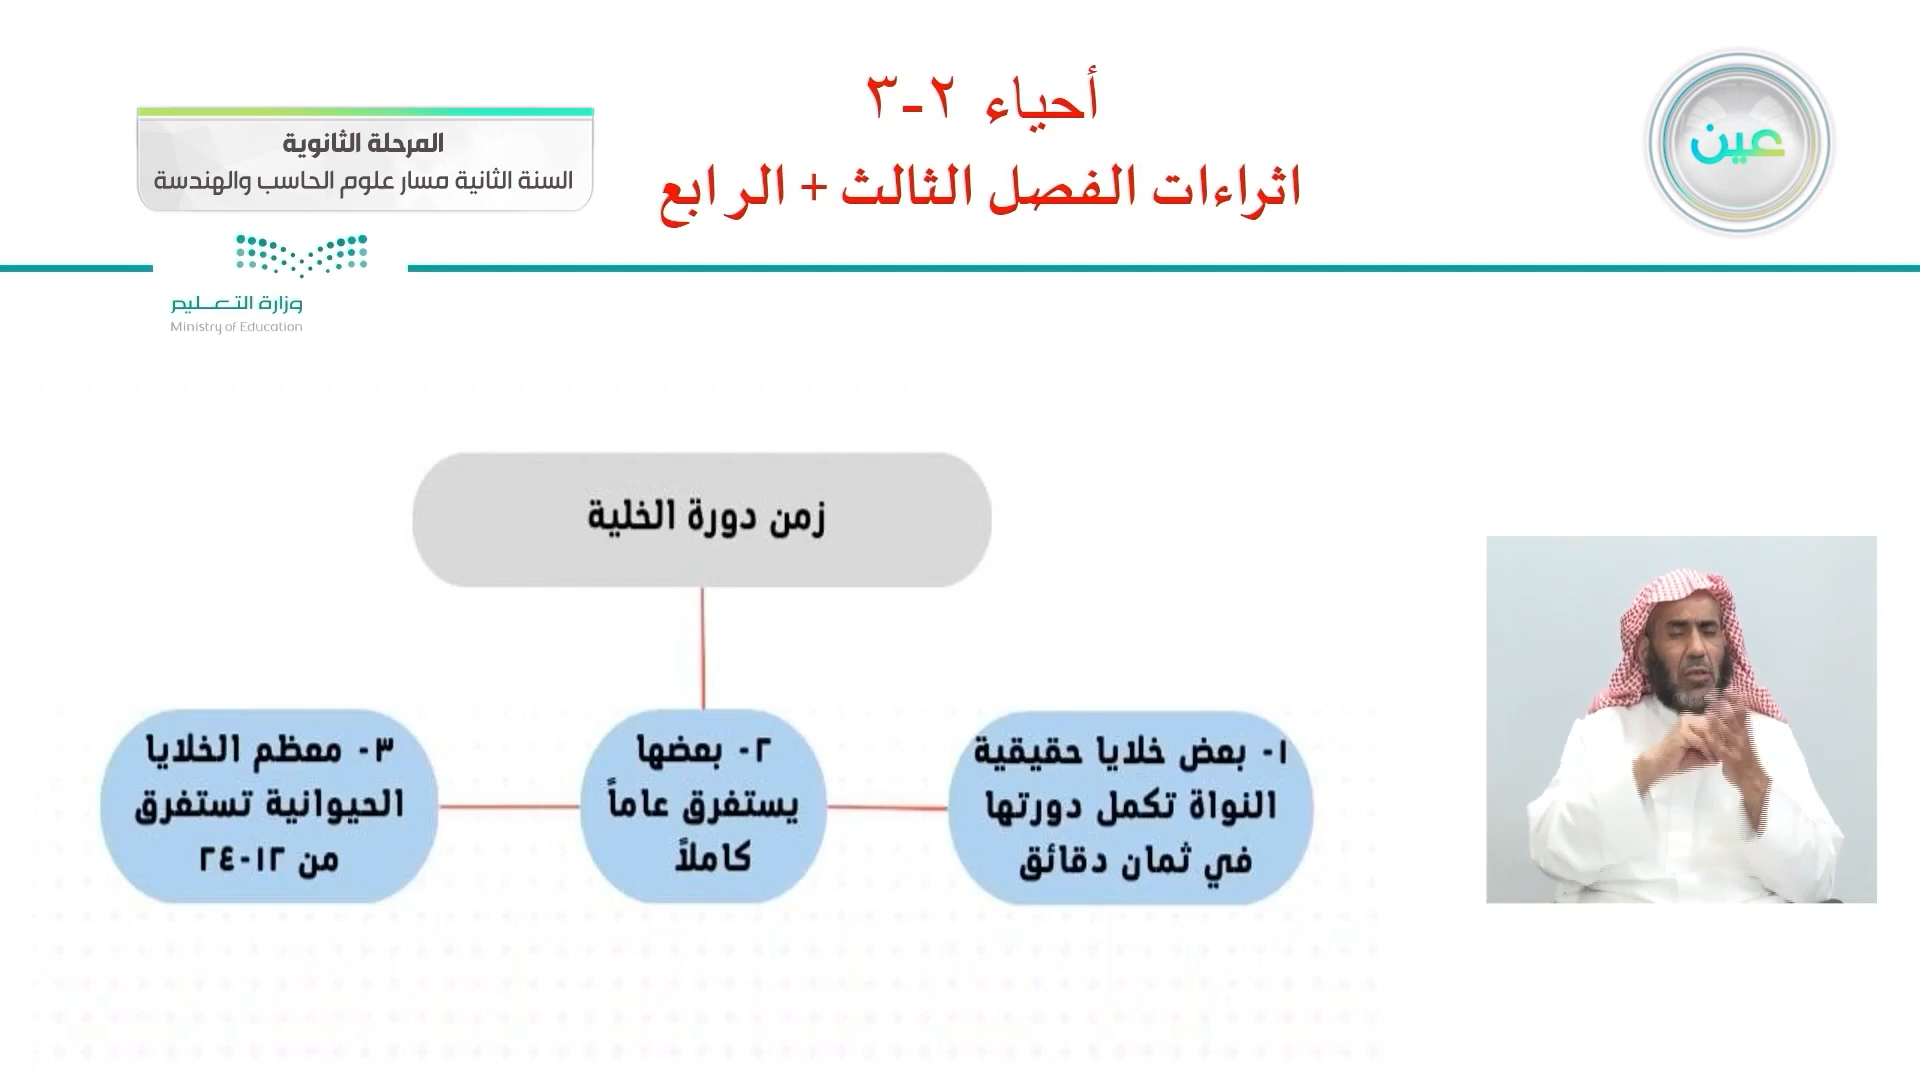 أحياء ٢-٣
اثراءات الفصل الثالث + الرابع
عين
المرحلة الثانوية
السنة الثانية مسار علوم الحاسب والهندسة
وزارة التعليم
Ministry of Education
زمن دورة الخلية
١- بعض خلايا حقيقية
النواة تكمل دورتها
في ثمان دقائق
٢- بعضها
يستغرق عاماً
كاملاً
٣- معظم الخلايا
الحيوانية تستغرق
من ١٢-٢٤